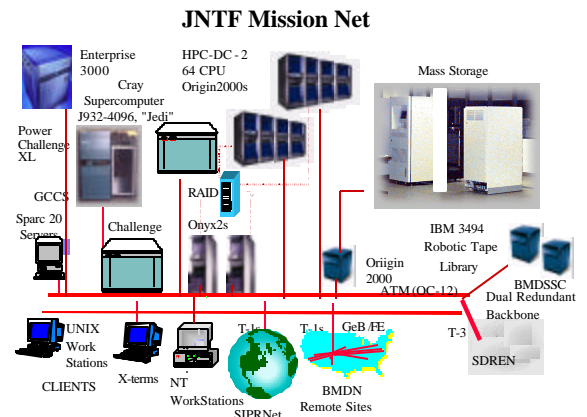 JNTF Mission Net
Enterprise
3000
Cray
Supercomputer
J932-4096, "Jedi"
HPC-DC - 2
64 CPU
Origin2000s
Mass Storage
Power
Challenge
XL
GCCS
Sparc 20
Servers
Challenge
RAID
Onyx2s
Oriigin
2000
IBM 3494
Robotic Tape
Library
ATM (OC-12)
BMDSSC
Dual Redundant
Backbone
UNIX
Work
Stations
CLIENTS
X-terms
NT
WorkStations
T-1s
SIPRNet
T-1s
GeB /FE
BMDN
Remote Sites
T-3
SDREN